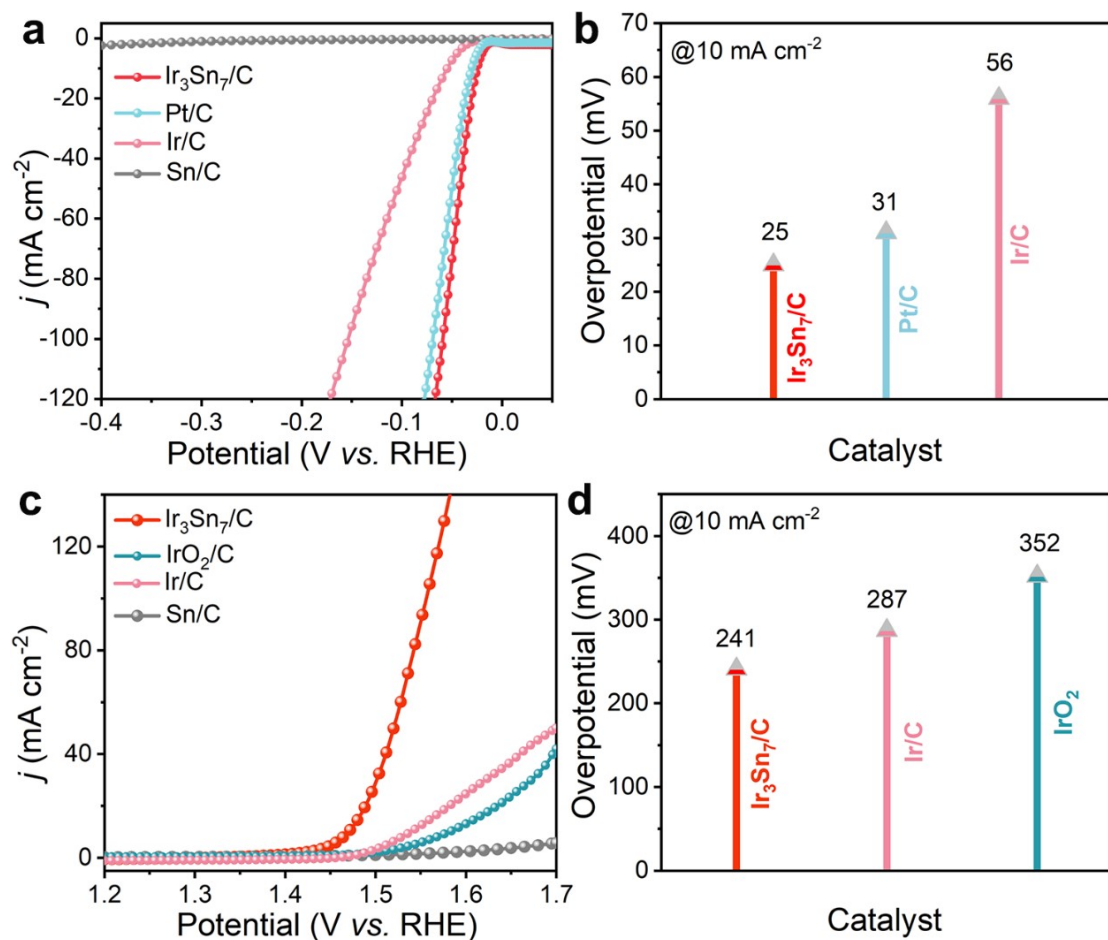 a
0
-20
-40
-60
-80
-100
-120
j (mA cm⁻²)
Ir₃Sn₇/C
Pt/C
Ir/C
Sn/C
-0.4 -0.3 -0.2 -0.1 0.0
Potential (V vs. RHE)
b
70
60
50
40
30
20
10
0
Overpotential (mV)
@10 mA cm⁻²
25
31
56
Ir₃Sn₇/C
Pt/C
Ir/C
Catalyst
c
120
80
40
0
j (mA cm⁻²)
Ir₃Sn₇/C
IrO₂/C
Ir/C
Sn/C
1.2 1.3 1.4 1.5 1.6 1.7
Potential (V vs. RHE)
d
400
300
200
100
0
Overpotential (mV)
@10 mA cm⁻²
241
287
352
Ir₃Sn₇/C
Ir/C
IrO₂
Catalyst